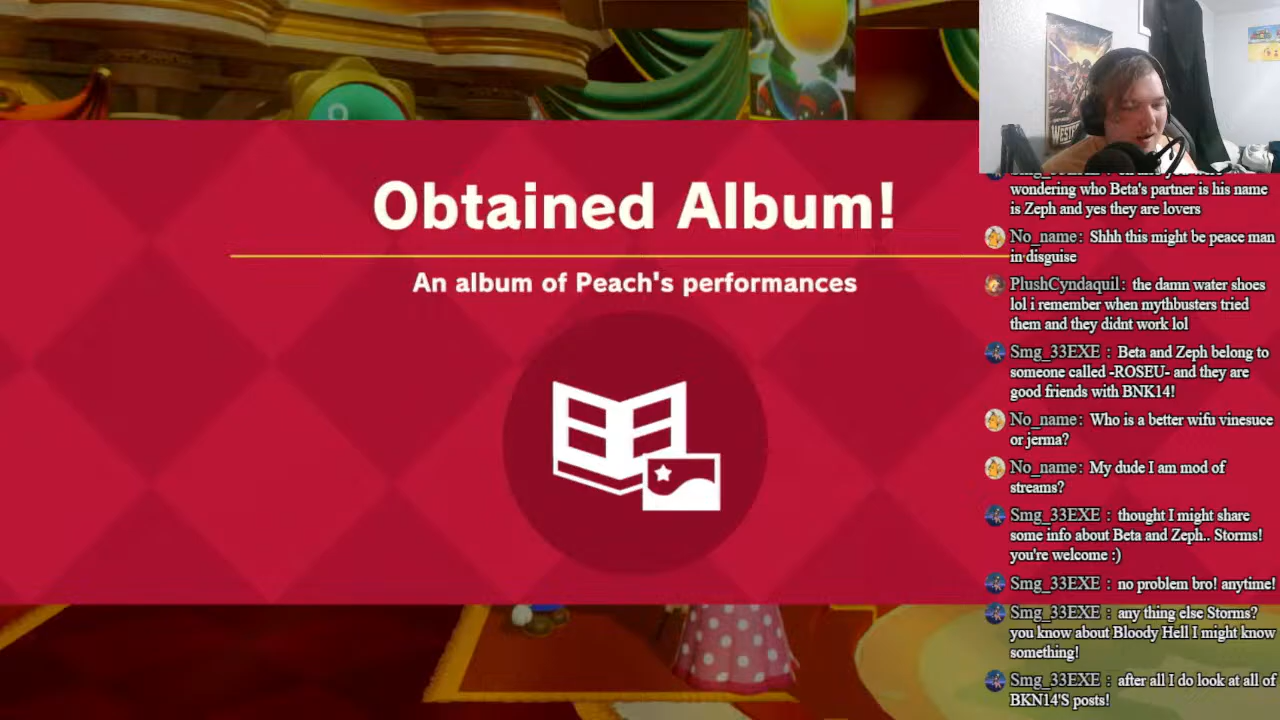 Obtained Album!
An album of Peach's performances
WESTE
wondering who Beta's partner is his name
is Zeph and yes they are lovers
No_name: Shhh this might be peace man
in disguise
PlushCyndaquil: the damn water shoes
lol i remember when mythbusters tried
them and they didnt work lol
Smg_33EXE : Beta and Zeph belong to
someone called -ROSEU- and they are
good friends with BNK14!
No_name: Who is a better wifu vinesuce
or jerma?
No_name: My dude I am mod of
streams?
Smg_33EXE : thought I might share
some info about Beta and Zeph.. Storms!
you're welcome :)
Smg_33EXE : no problem bro! anytime!
Smg_33EXE : any thing else Storms?
you know about Bloody Hell I might know
something!
Smg_33EXE : after all I do look at all of
BKN14'S posts!